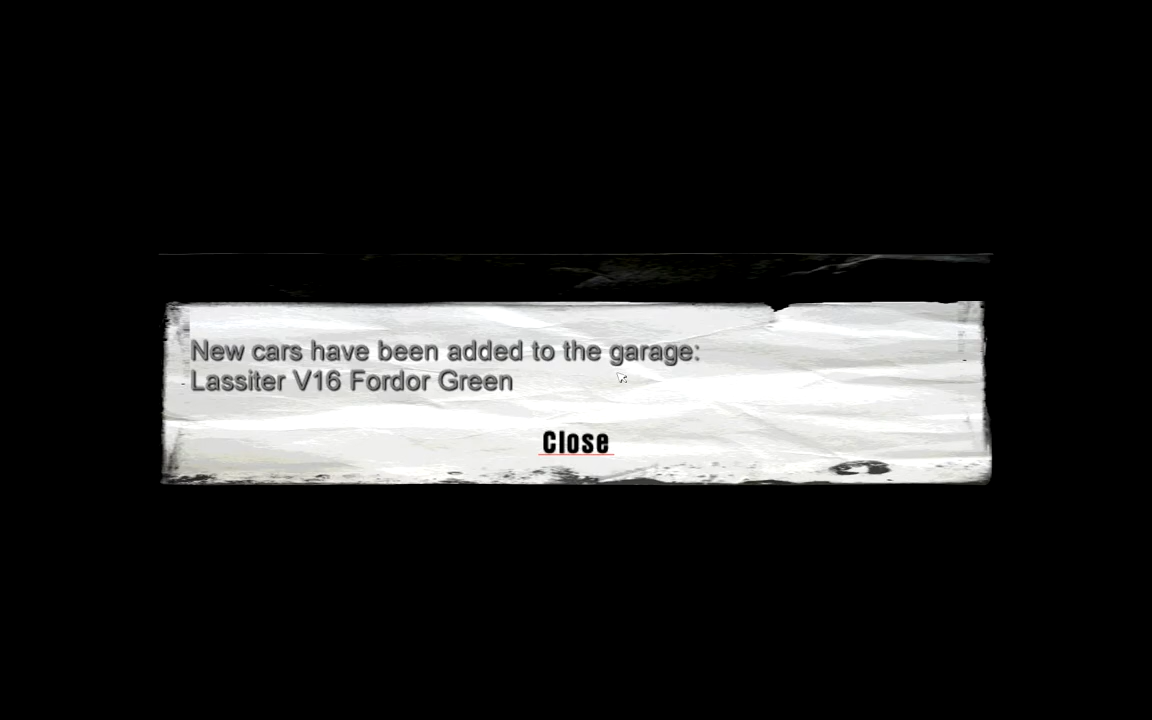 New cars have been added to the garage:
Lassiter V16 Fordor Green
Close